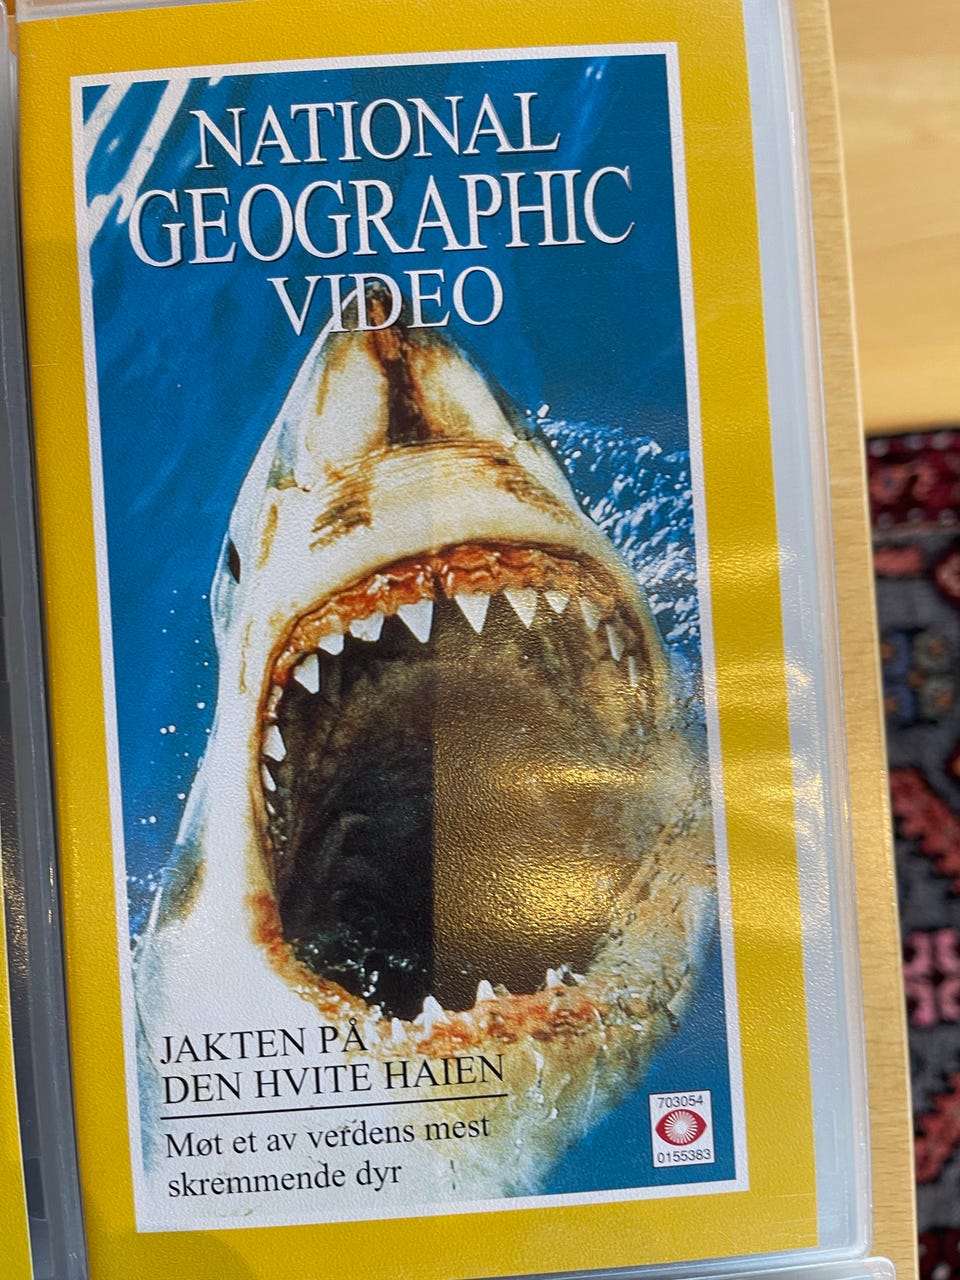 NATIONAL
GEOGRAPHIC
VIDEO
JAKTEN PÅ
DEN HVITE HAIEN
Møt et av verdens mest
skremmende dyr
703054
0155383